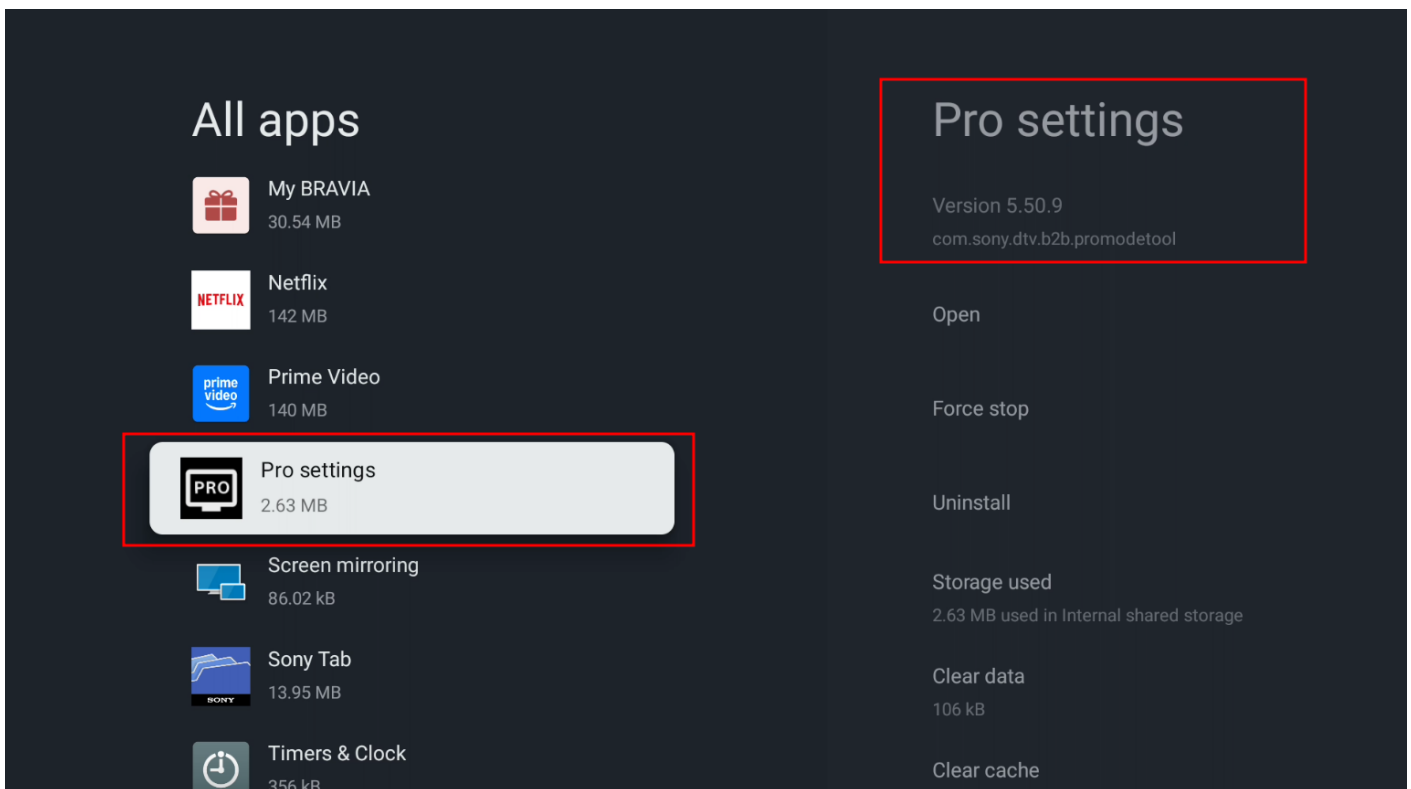 All apps
My BRAVIA
30.54 MB
NETFLIX
Netflix
142 MB
prime
video
Prime Video
140 MB
PRO
Pro settings
2.63 MB
Screen mirroring
86.02 kB
SONY
Sony Tab
13.95 MB
Timers & Clock
356 kB
Pro settings
Version 5.50.9
com.sony.dtv.b2b.promodetool
Open
Force stop
Uninstall
Storage used
2.63 MB used in Internal shared storage
Clear data
106 kB
Clear cache